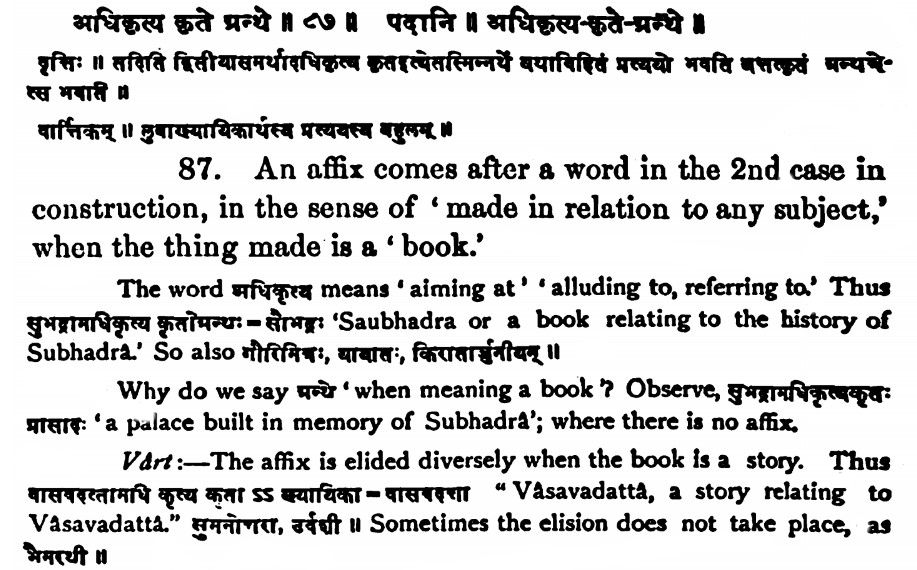 अधिकृत्य कृते ग्रन्थे ॥ ८७ ॥ पदानि ॥ अधिकृत्य-कृते-ग्रन्थे ॥
वृत्तिः ॥ तदिति द्वितीयासमर्थादधिकृत्य कृतइत्येतस्मिन्नर्थे यथाविहितं प्रत्ययो भवति यत्तत्कृतं ग्रन्थश्चे-
त्स भवति ॥
वार्त्तिकम् ॥ लुबाख्यायिकार्थस्य प्रत्ययस्य बहुलम् ॥
87. An affix comes after a word in the 2nd case in
construction, in the sense of ‘made in relation to any subject,’
when the thing made is a ‘book.’
The word अधिकृत्य means ‘aiming at’ ‘alluding to, referring to.’ Thus
सुभद्रामधिकृत्य कृतोग्रन्थः = सौभद्रः ‘Saubhadra or a book relating to the history of
Subhadrâ.’ So also गौरिमित्रः, यायातः, किरातार्ज्जुनीयम् ॥
Why do we say ग्रन्थे ‘when meaning a book’? Observe, सुभद्रामधिकृत्यकृतः
प्रासादः ‘a palace built in memory of Subhadrâ’; where there is no affix.
Vârt:—The affix is elided diversely when the book is a story. Thus
वासवदत्तामधि कृत्य कृता ऽऽ ख्यायिका = वासवदत्ता “Vâsavadattâ, a story relating to
Vâsavadattâ.” सुमनोत्तरा, उर्वशी ॥ Sometimes the elision does not take place, as
भैमरथी ॥